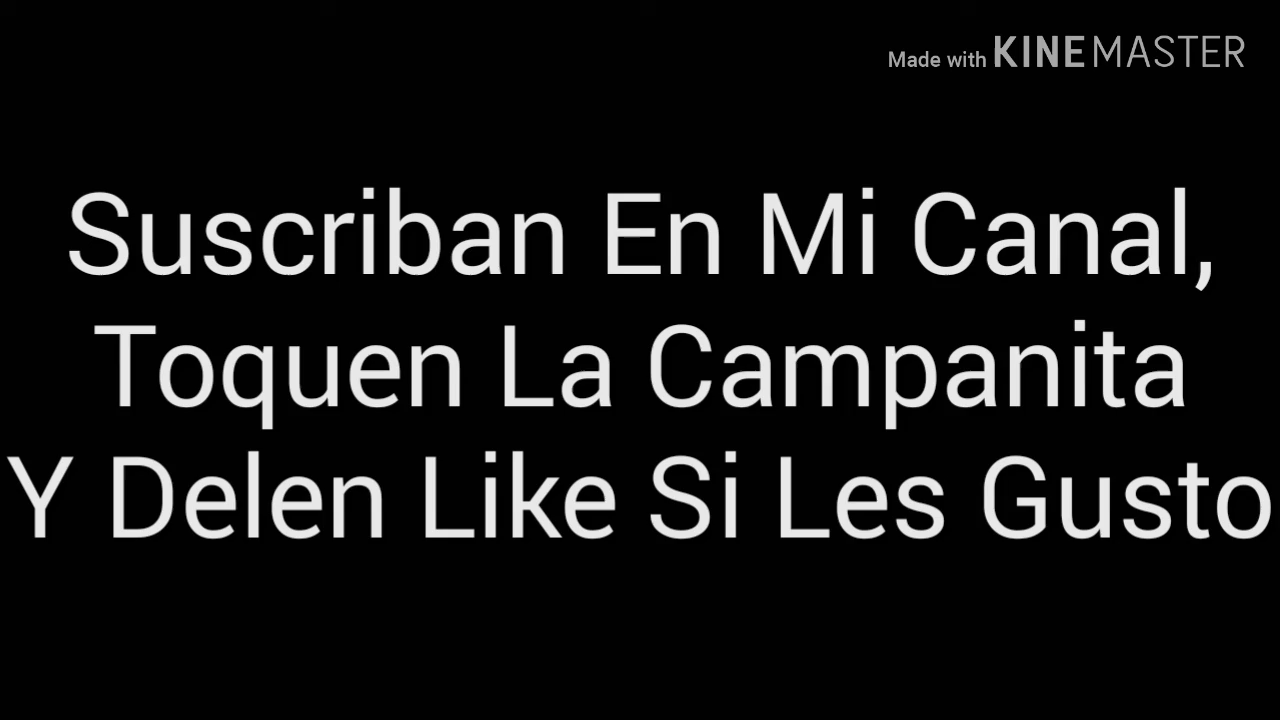 Made with KINEMASTER
Suscriban En Mi Canal,
Toquen La Campanita
Y Delen Like Si Les Gusto